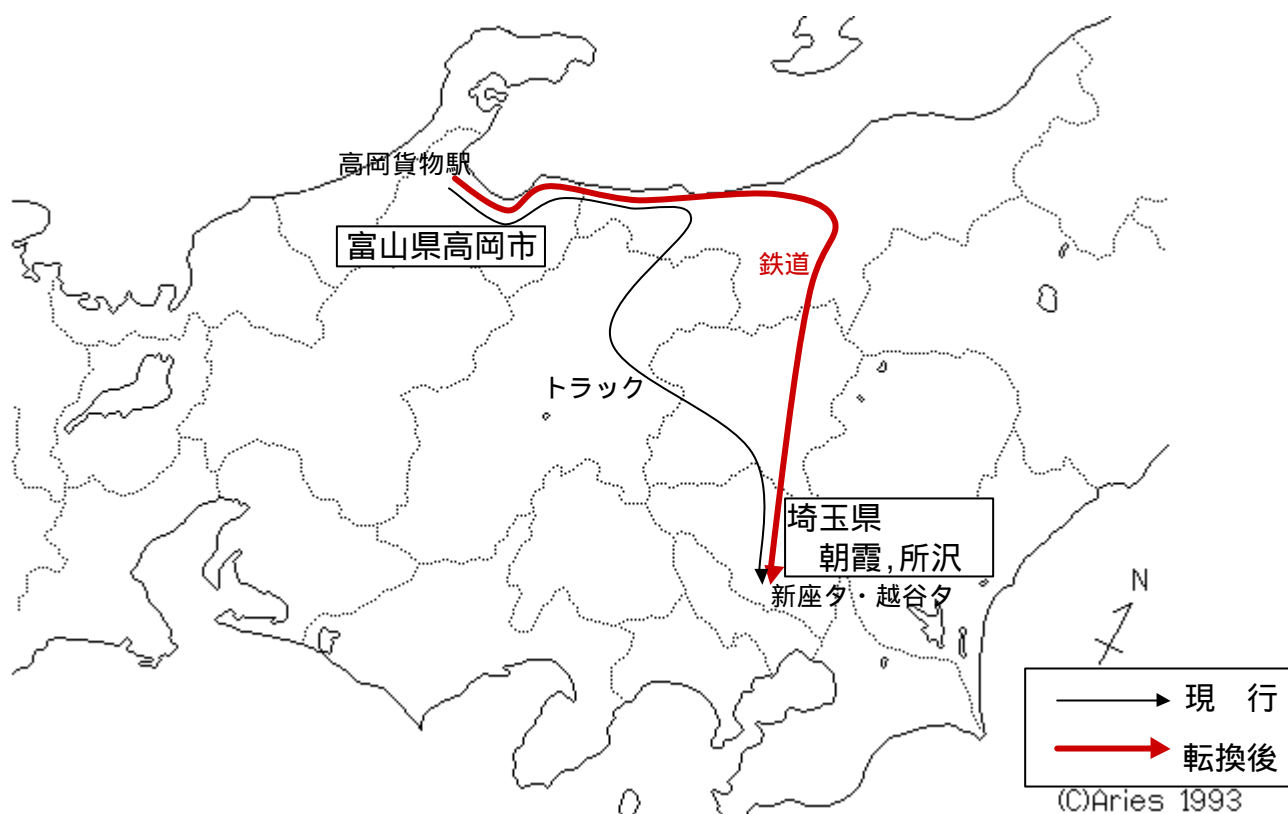 高岡貨物駅
富山県高岡市
鉄道
トラック
埼玉県
朝霞,所沢
新座タ・越谷タ
N
現 行
転換後
(C)Aries 1993